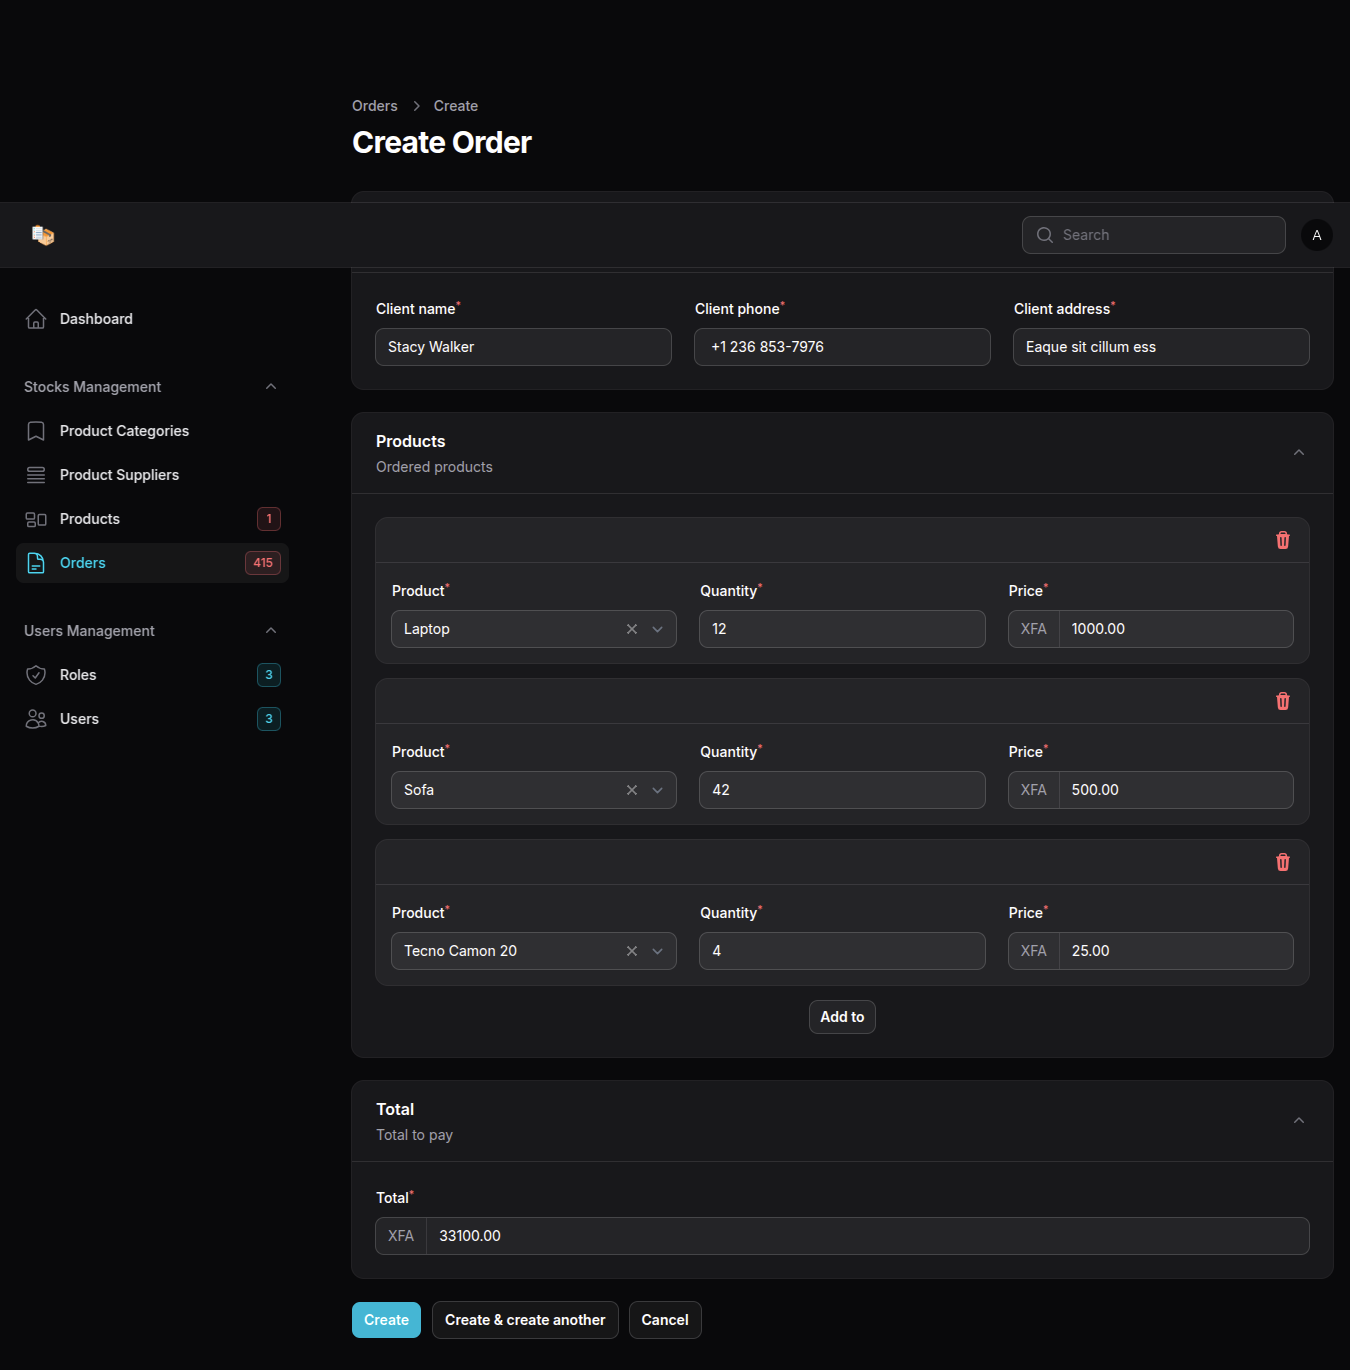 Orders > Create
Create Order
Search
A
Dashboard
Stocks Management
Product Categories
Product Suppliers
Products 1
Orders 415
Users Management
Roles 3
Users 3
Client name* Client phone* Client address*
Stacy Walker +1 236 853-7976 Eaque sit cillum ess
Products
Ordered products
Product* Quantity* Price*
Laptop 12 XFA 1000.00
Product* Quantity* Price*
Sofa 42 XFA 500.00
Product* Quantity* Price*
Tecno Camon 20 4 XFA 25.00
Add to
Total
Total to pay
Total*
XFA 33100.00
Create Create & create another Cancel